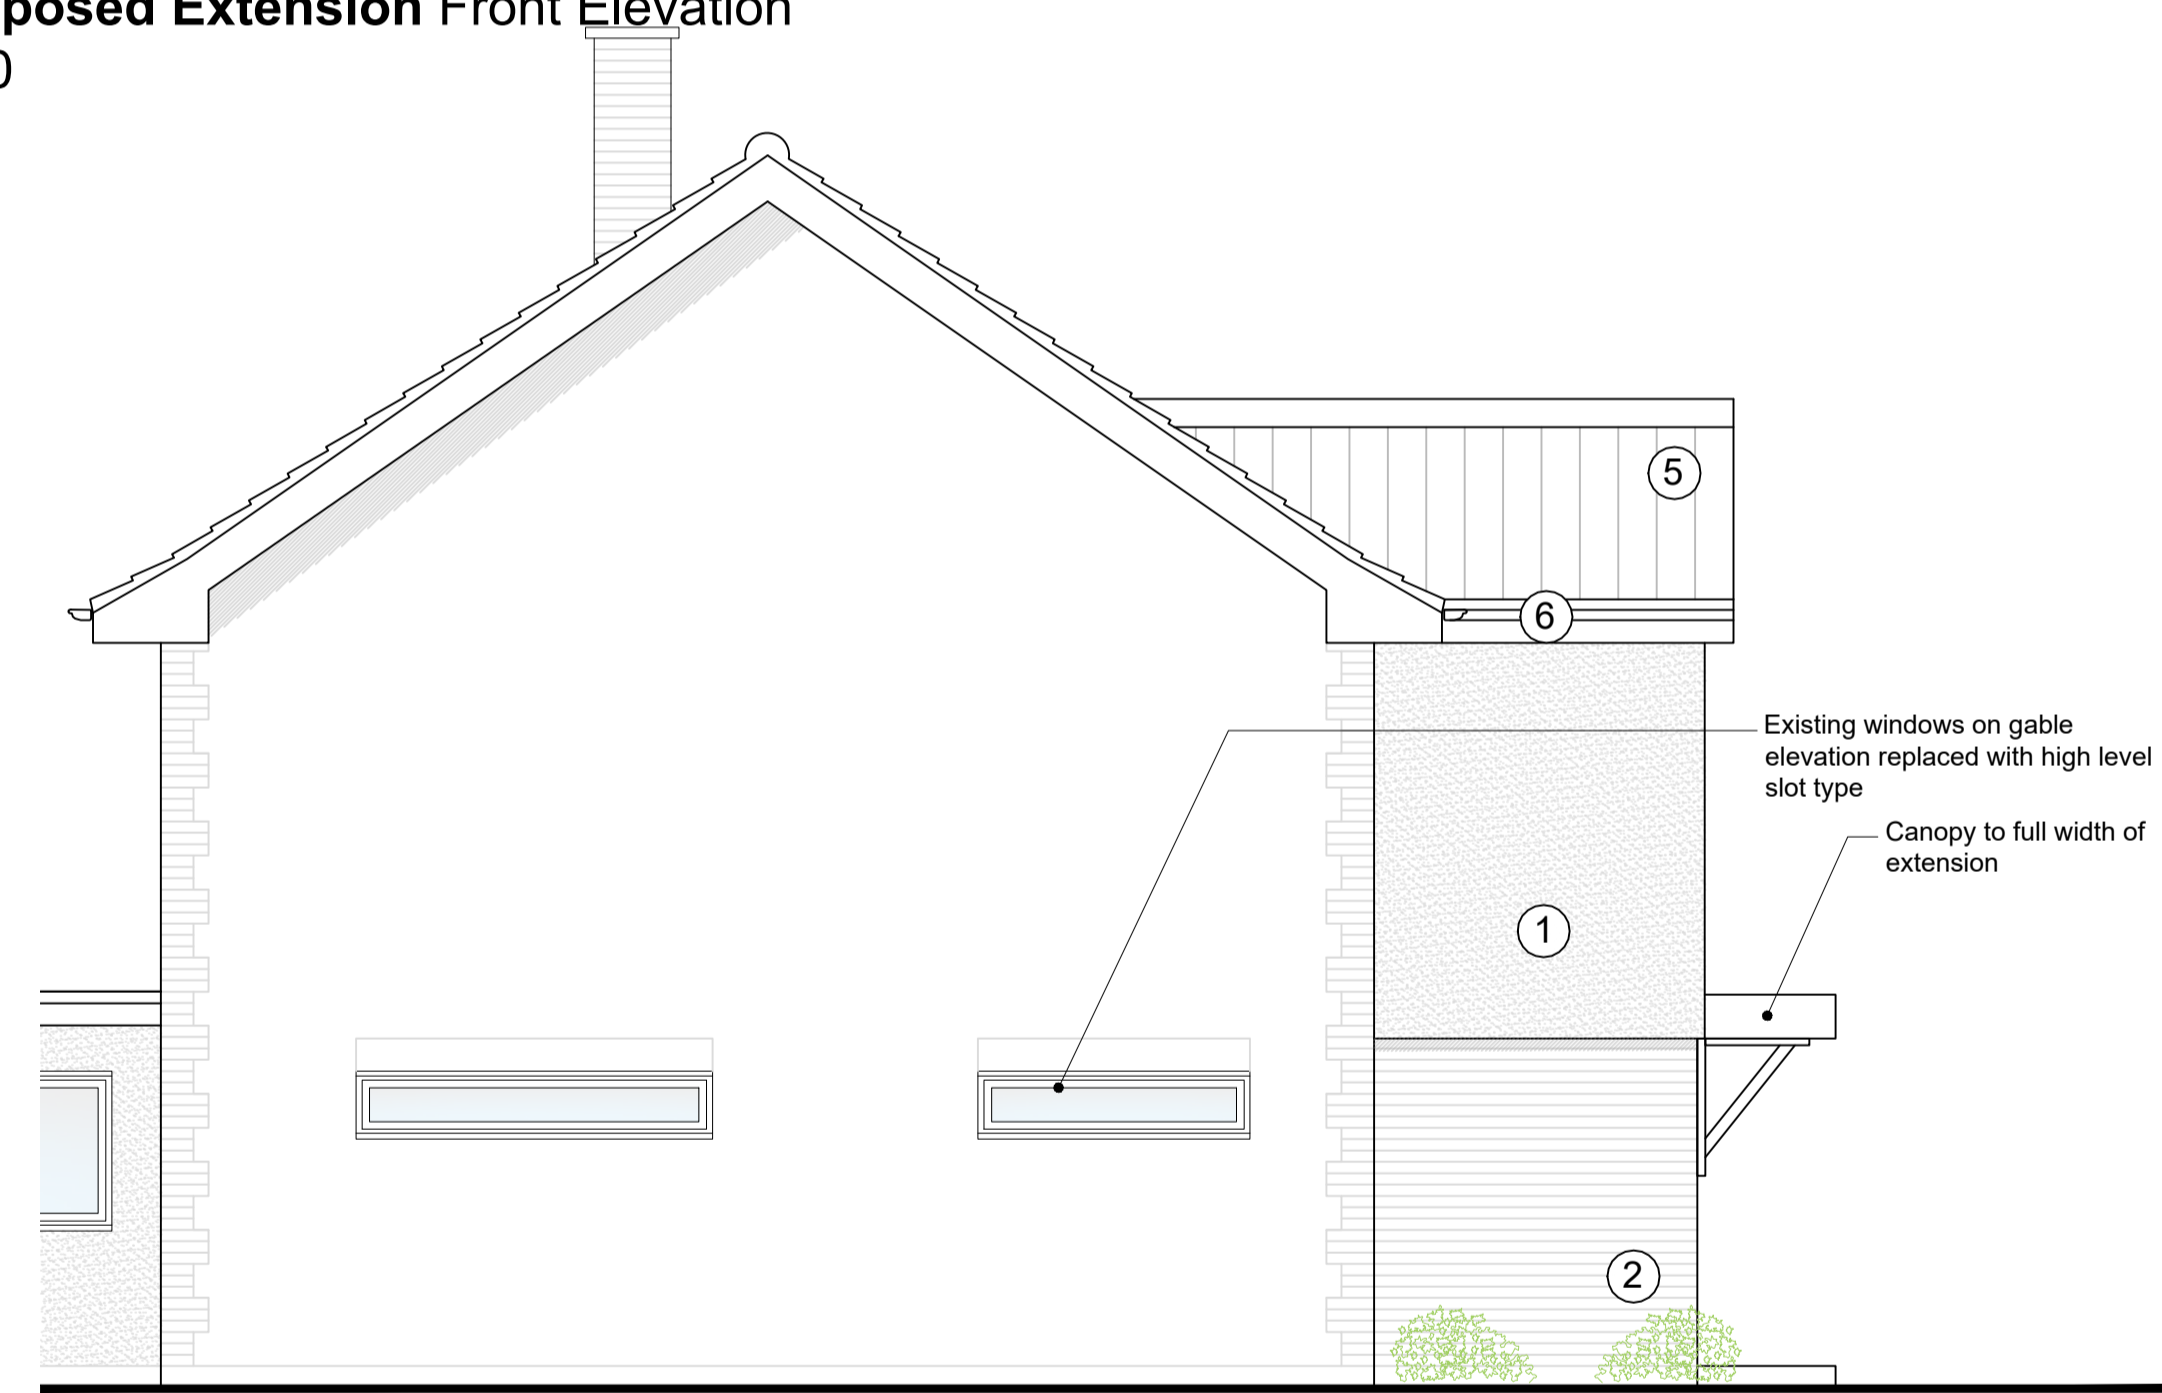 posed Extension Front Elevation
0
5
6
Existing windows on gable
elevation replaced with high level
slot type
Canopy to full width of
extension
1
2